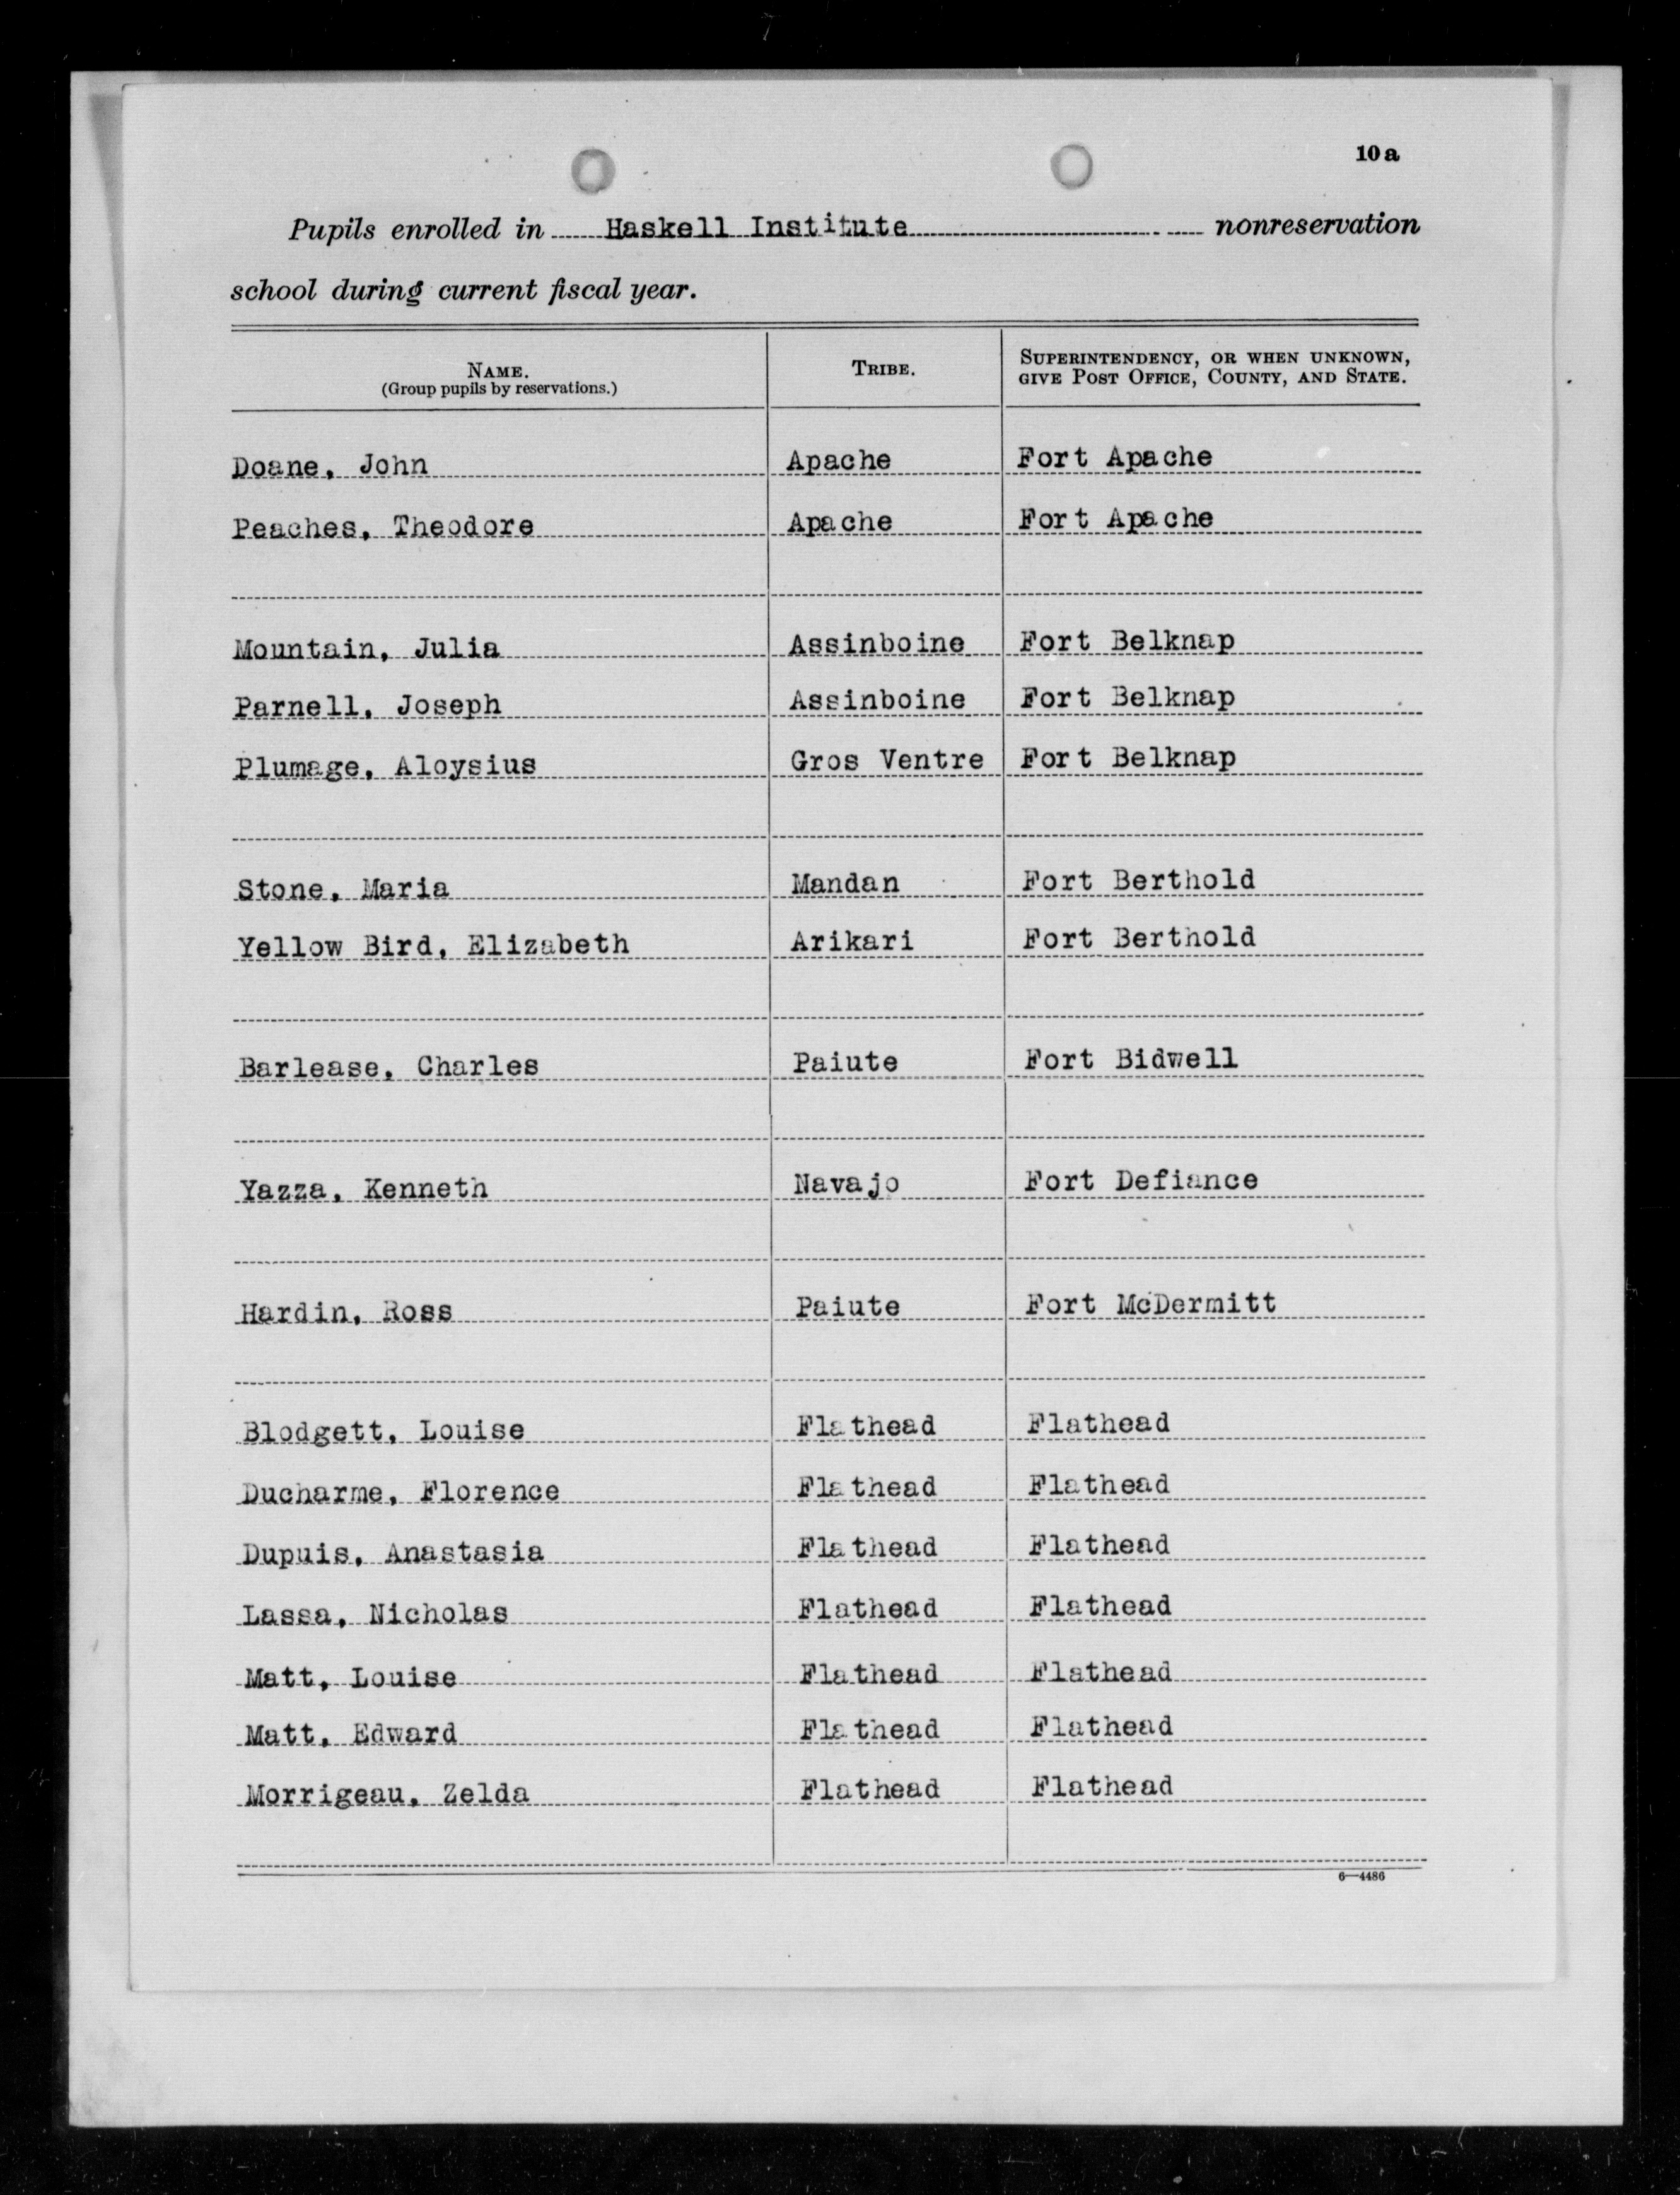 10 a
Pupils enrolled in Haskell Institute nonreservation
school during current fiscal year.
NAME. TRIBE. SUPERINTENDENCY, OR WHEN UNKNOWN,
(Group pupils by reservations.) GIVE POST OFFICE, COUNTY, AND STATE.
Doane, John Apache Fort Apache
Peaches, Theodore Apache Fort Apache
Mountain, Julia Assinboine Fort Belknap
Parnell, Joseph Assinboine Fort Belknap
Plumage, Aloysius Gros Ventre Fort Belknap
Stone, Maria Mandan Fort Berthold
Yellow Bird, Elizabeth Arikari Fort Berthold
Barlease, Charles Paiute Fort Bidwell
Yazza, Kenneth Navajo Fort Defiance
Hardin, Ross Paiute Fort McDermitt
Blodgett, Louise Flathead Flathead
Ducharme, Florence Flathead Flathead
Dupuis, Anastasia Flathead Flathead
Lassa, Nicholas Flathead Flathead
Matt, Louise Flathead Flathead
Matt, Edward Flathead Flathead
Morrigeau, Zelda Flathead Flathead
6—4486